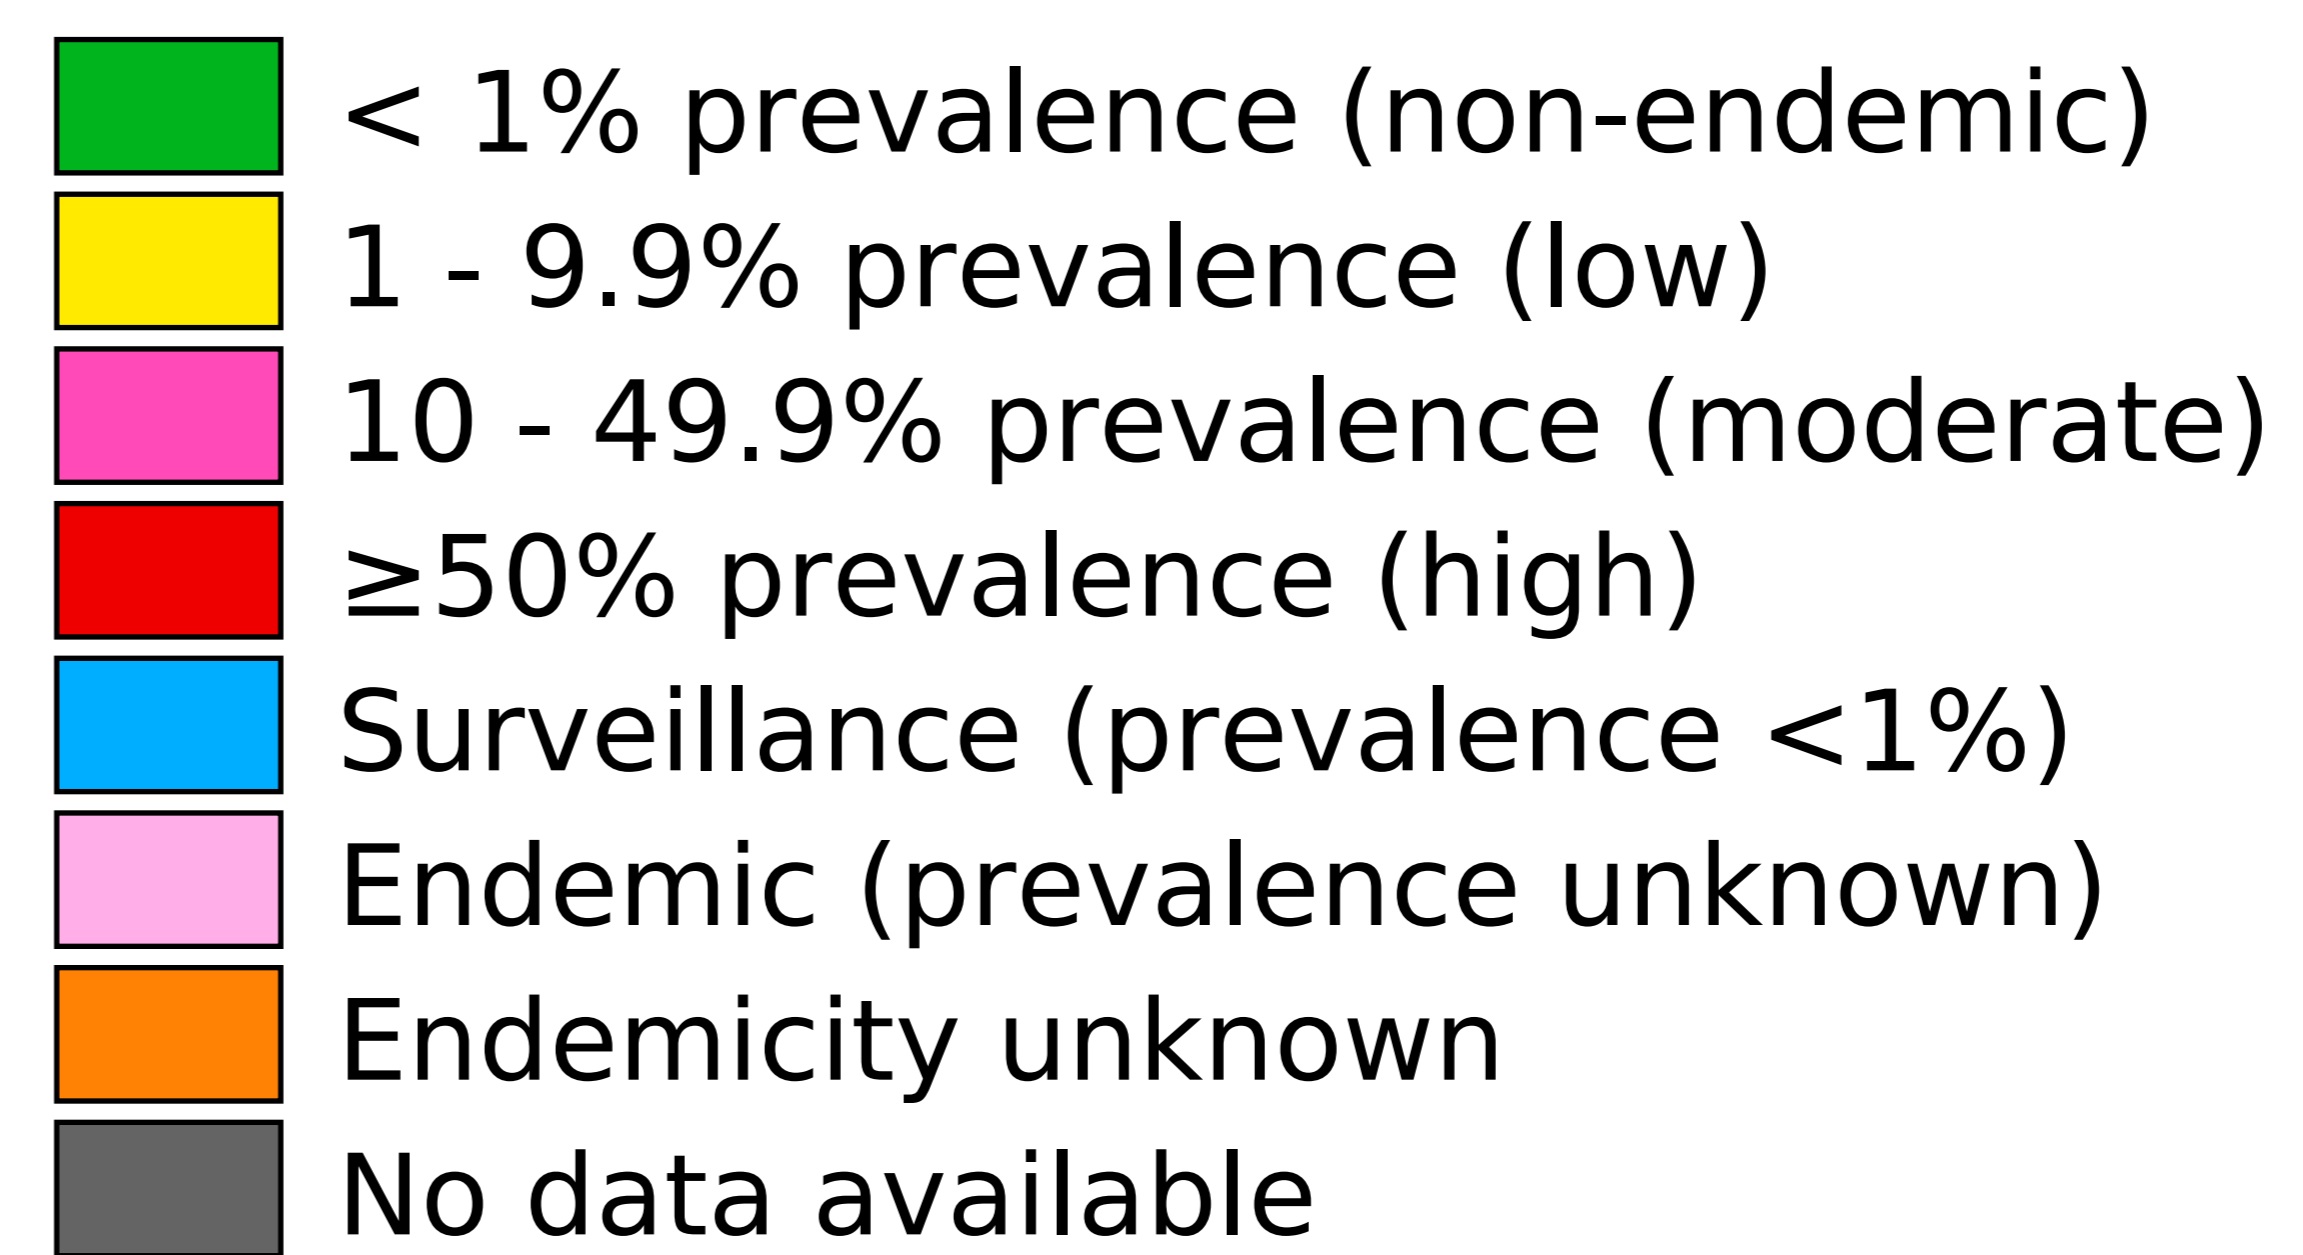 < 1% prevalence (non-endemic)
1 - 9.9% prevalence (low)
10 - 49.9% prevalence (moderate)
≥50% prevalence (high)
Surveillance (prevalence <1%)
Endemic (prevalence unknown)
Endemicity unknown
No data available